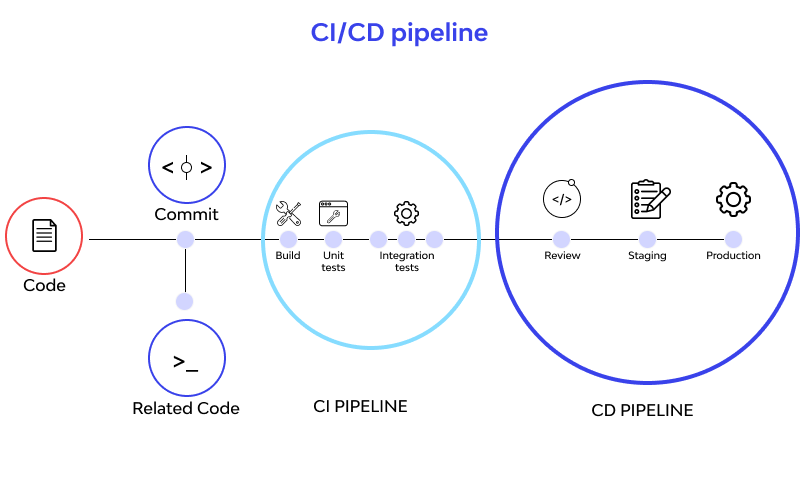 CI/CD pipeline
Code
Commit
Related Code
Build
Unit
tests
Integration
tests
CI PIPELINE
</>
Review
Staging
Production
CD PIPELINE